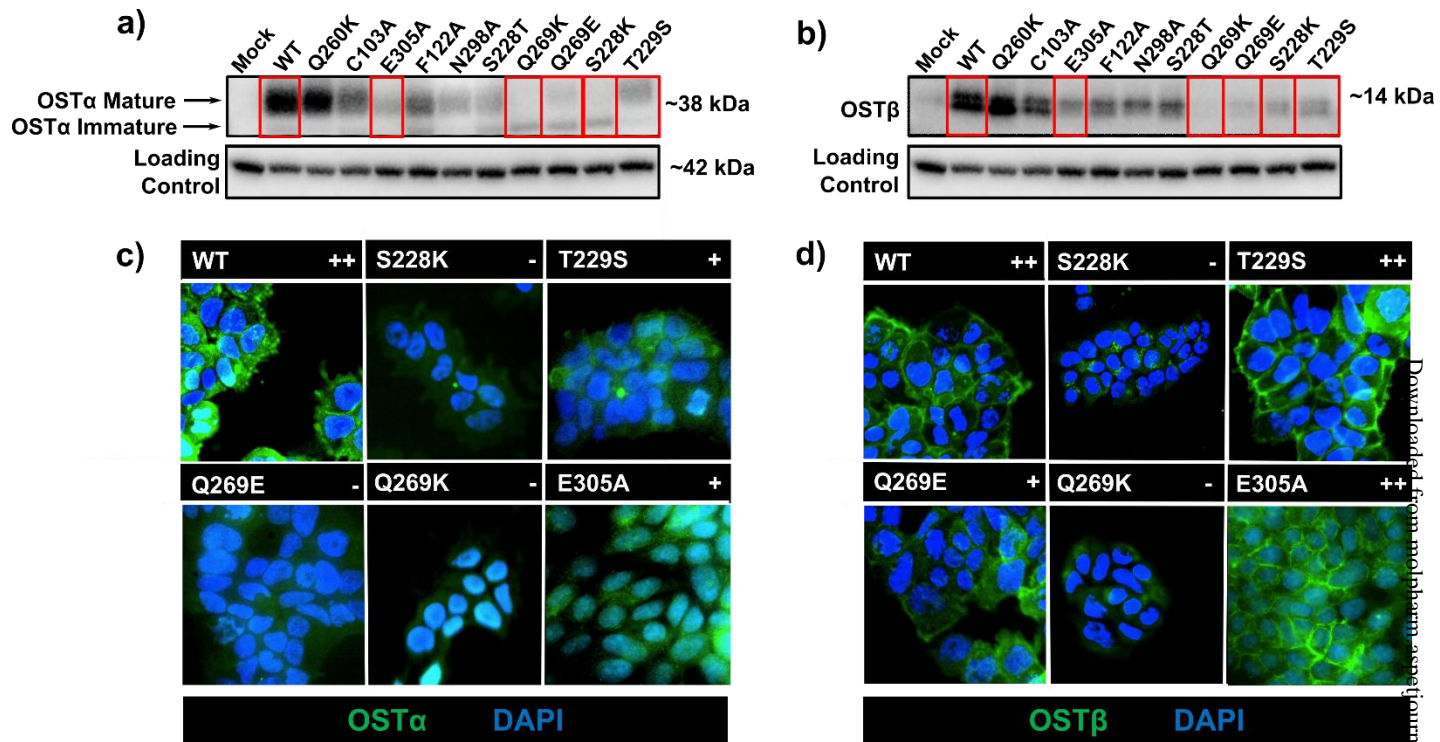 a)
Mock WT Q260K C103A E305A F122A N298A S228T Q269K Q269E S228K T229S
OSTα Mature
~38 kDa
OSTα Immature
Loading
Control
~42 kDa
b)
Mock WT Q260K C103A E305A F122A N298A S228T Q269K Q269E S228K T229S
OSTβ
~14 kDa
Loading
Control
c)
WT ++ S228K - T229S +
Q269E - Q269K - E305A +
OSTα DAPI
d)
WT ++ S228K - T229S ++
Q269E + Q269K - E305A ++
OSTβ DAPI
Downloaded from molpharm.aspetjourn